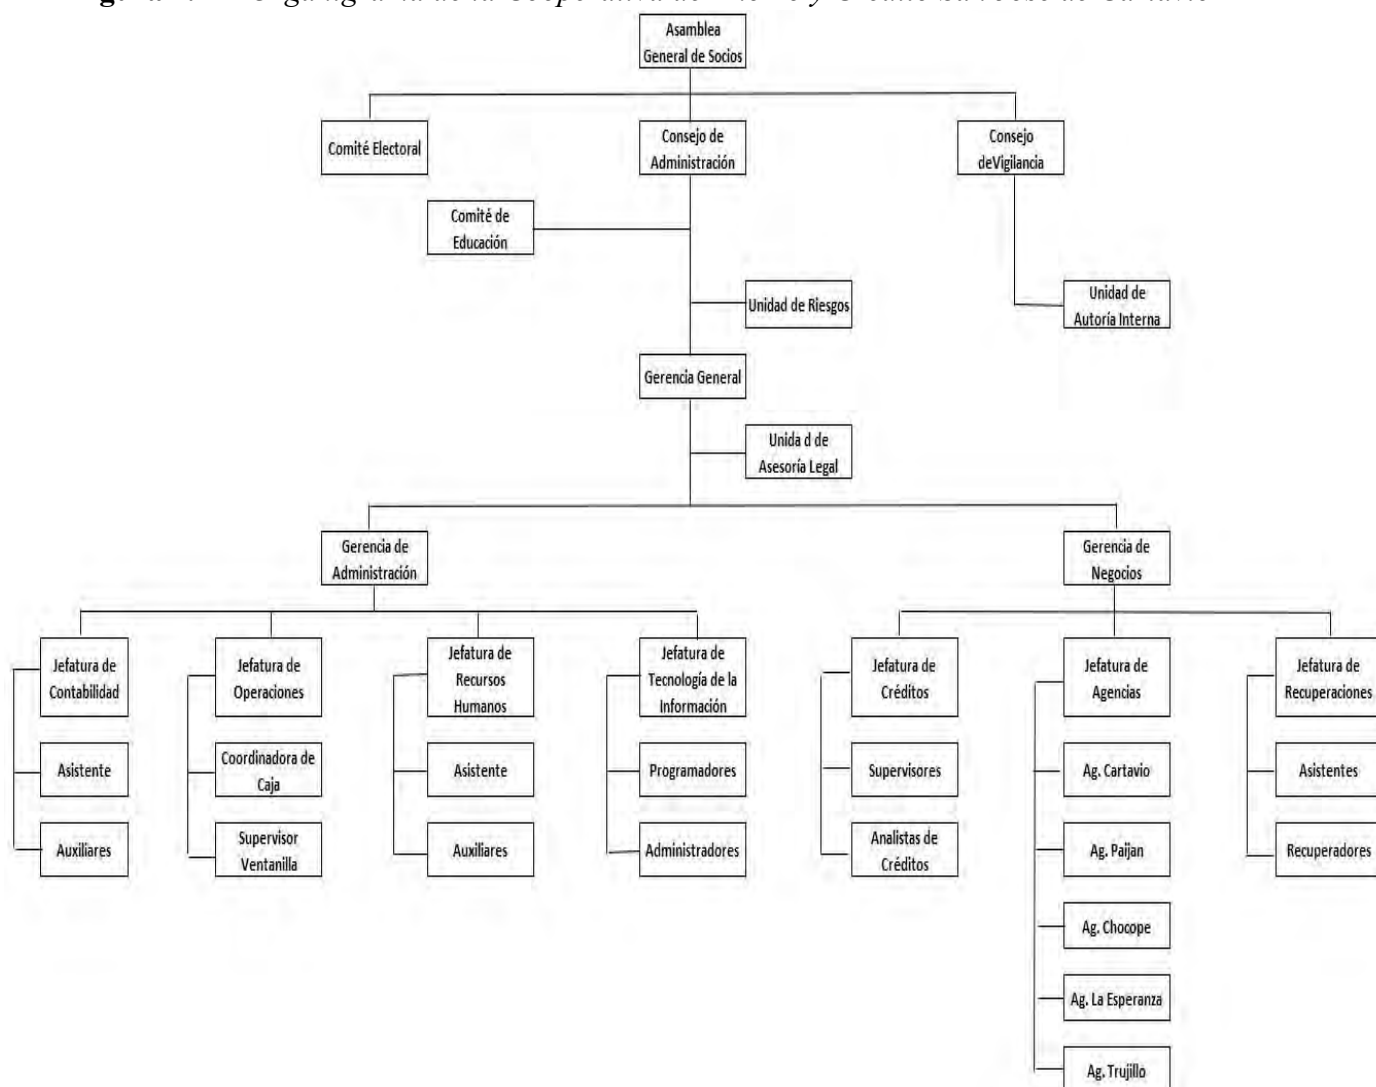 Asamblea
General de Socios
Comité Electoral
Consejo de
Administración
Consejo
deVigilancia
Comité de
Educación
Unidad de Riesgos
Unidad de
Autoría Interna
Gerencia General
Unida d de
Asesoría Legal
Gerencia de
Administración
Gerencia de
Negocios
Jefatura de
Contabilidad
Jefatura de
Operaciones
Jefatura de
Recursos
Humanos
Jefatura de
Tecnología de la
Información
Jefatura de
Créditos
Jefatura de
Agencias
Jefatura de
Recuperaciones
Asistente
Coordinadora de
Caja
Asistente
Programadores
Supervisores
Ag. Cartavio
Asistentes
Auxiliares
Supervisor
Ventanilla
Auxiliares
Administradores
Analistas de
Créditos
Ag. Paijan
Recuperadores
Ag. Chocope
Ag. La Esperanza
Ag. Trujillo